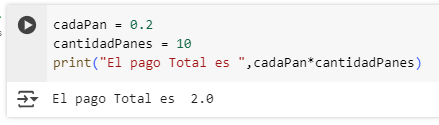 cadaPan = 0.2
cantidadPanes = 10
print("El pago Total es ",cadaPan*cantidadPanes)
El pago Total es  2.0